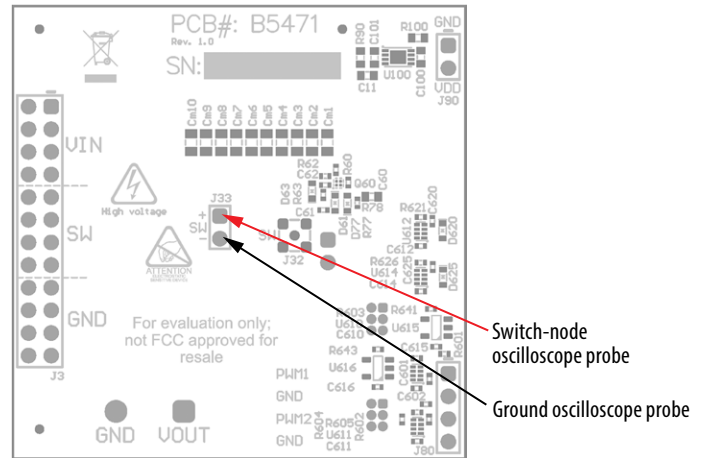 PCB#: B5471
Rev. 1.0
SN:
R90
C101
R100
GND
U100
C11
C100
VDD
J90
Cm10
Cm9
Cm8
Cm7
Cm6
Cm5
Cm4
Cm3
Cm2
Cm1
VIN
SW
GND
J3
High voltage
ATTENTION
J33
+
SW
−
R62
C62
R60
D63
R63
Q60
C60
C61
R78
D61
D77
R77
SW
J32
R621
C620
U612
D620
C612
R626
U614
C614
C625
D625
R603
C610
R641
U615
C615
R601
R643
U616
C616
C601
C602
For evaluation only;
not FCC approved for
resale
PWM1
GND
PWM2
GND
R604
R605
U611
C611
R602
J80
GND
VOUT
Switch-node
oscilloscope probe
Ground oscilloscope probe